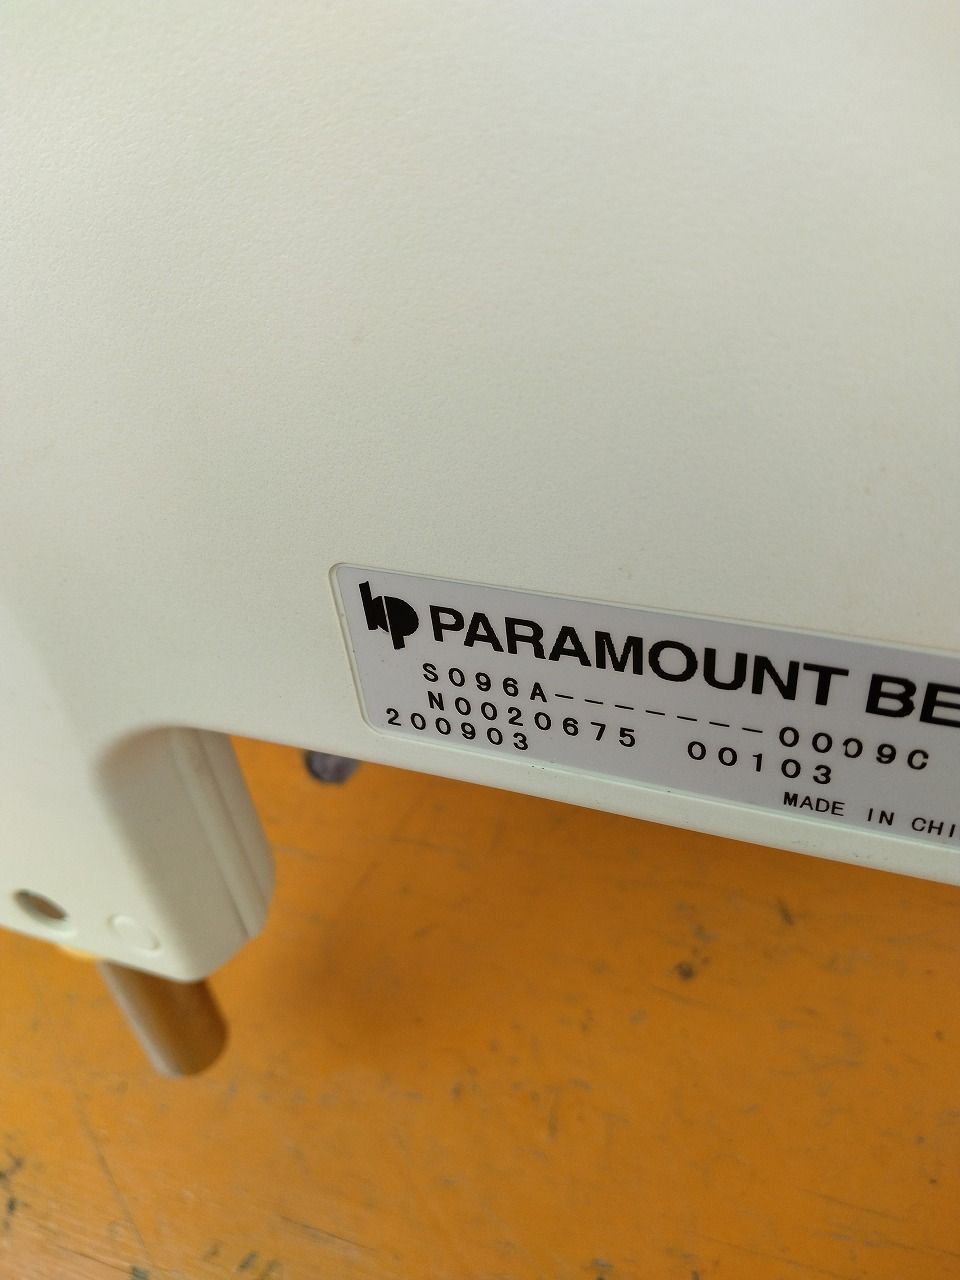 PARAMOUNT BE
S096A-------0009C
N0020675 00103
200903
MADE IN CHI